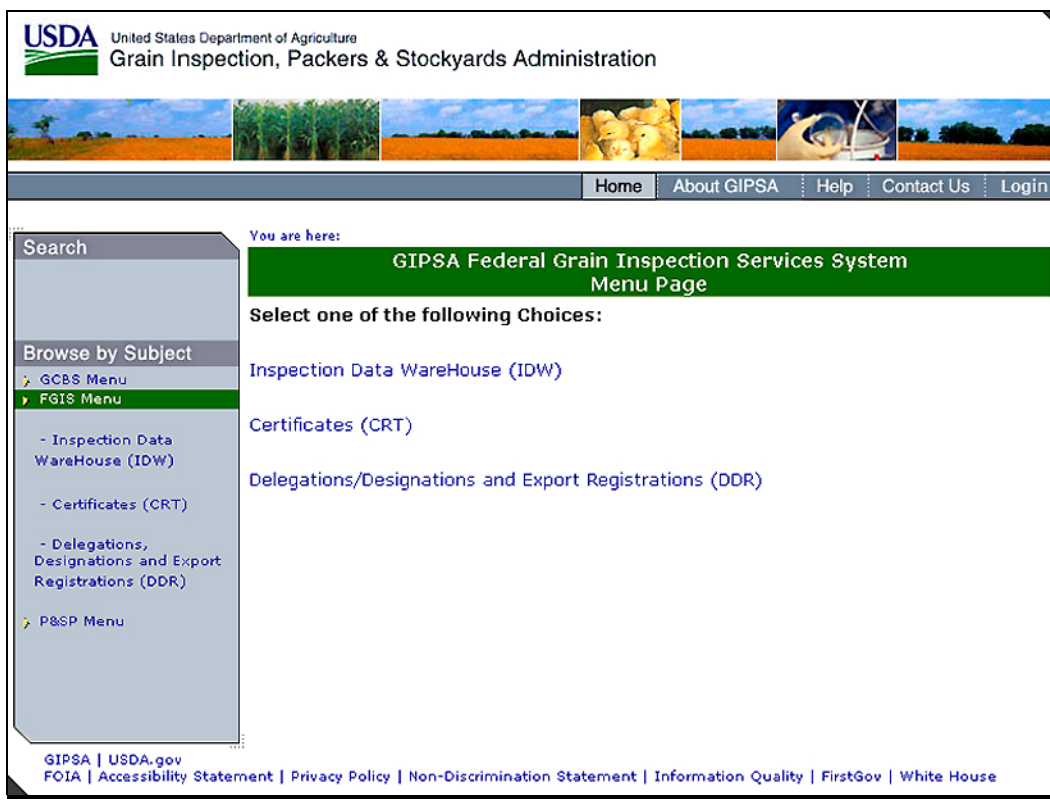 USDA
United States Department of Agriculture
Grain Inspection, Packers & Stockyards Administration
Home About GIPSA Help Contact Us Login
Search
You are here:
GIPSA Federal Grain Inspection Services System
Menu Page
Select one of the following Choices:
Inspection Data WareHouse (IDW)
Certificates (CRT)
Delegations/Designations and Export Registrations (DDR)
Browse by Subject
GCBS Menu
FGIS Menu
- Inspection Data
WareHouse (IDW)
- Certificates (CRT)
- Delegations,
Designations and Export
Registrations (DDR)
P&SP Menu
GIPSA | USDA.gov
FOIA | Accessibility Statement | Privacy Policy | Non-Discrimination Statement | Information Quality | FirstGov | White House